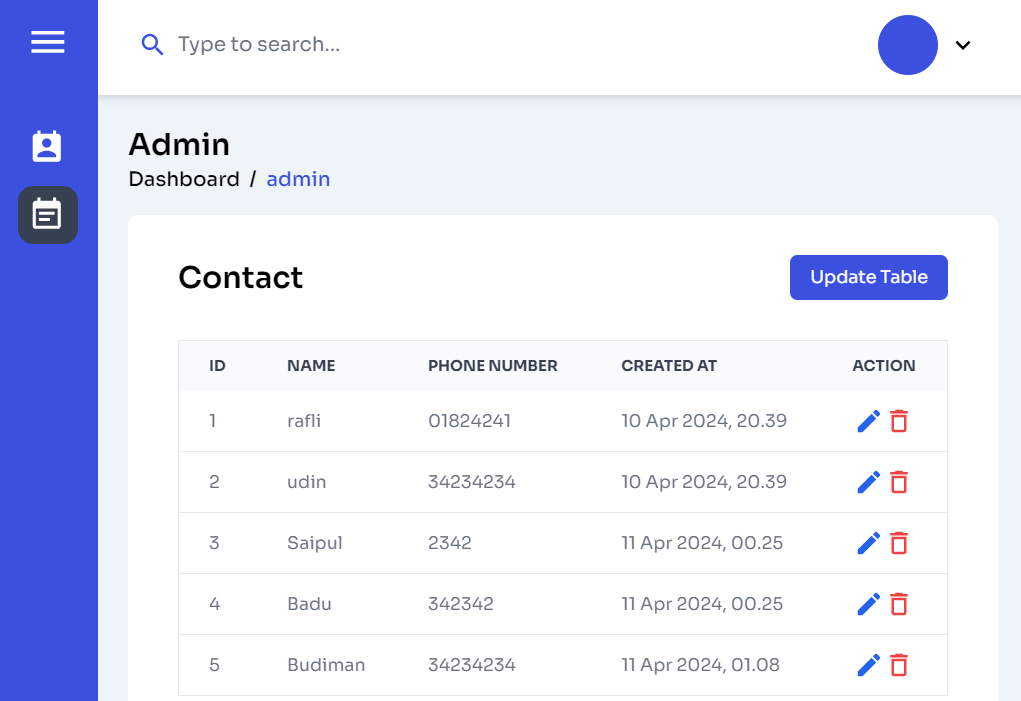 Type to search...
Admin
Dashboard / admin
Contact
Update Table
ID NAME PHONE NUMBER CREATED AT ACTION
1 rafli 01824241 10 Apr 2024, 20.39
2 udin 34234234 10 Apr 2024, 20.39
3 Saipul 2342 11 Apr 2024, 00.25
4 Badu 342342 11 Apr 2024, 00.25
5 Budiman 34234234 11 Apr 2024, 01.08